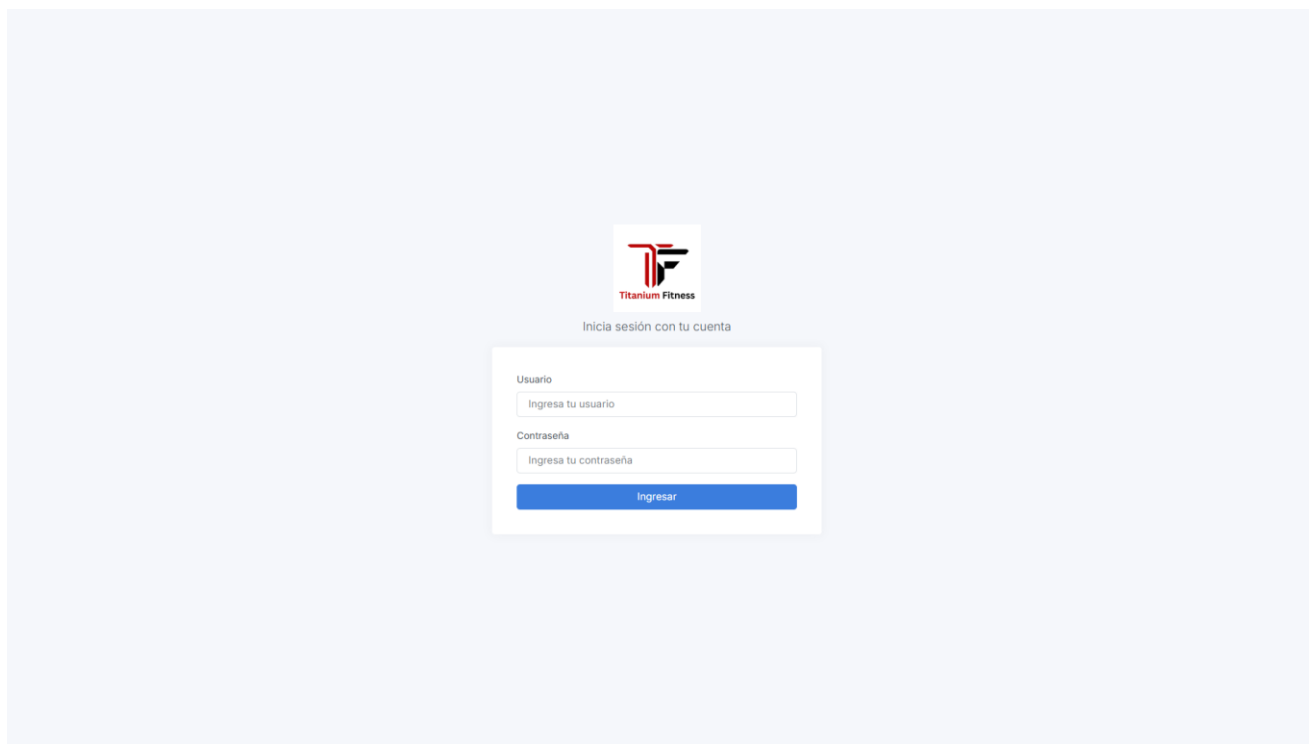 Titanium Fitness
Inicia sesión con tu cuenta
Usuario
Ingresa tu usuario
Contraseña
Ingresa tu contraseña
Ingresar